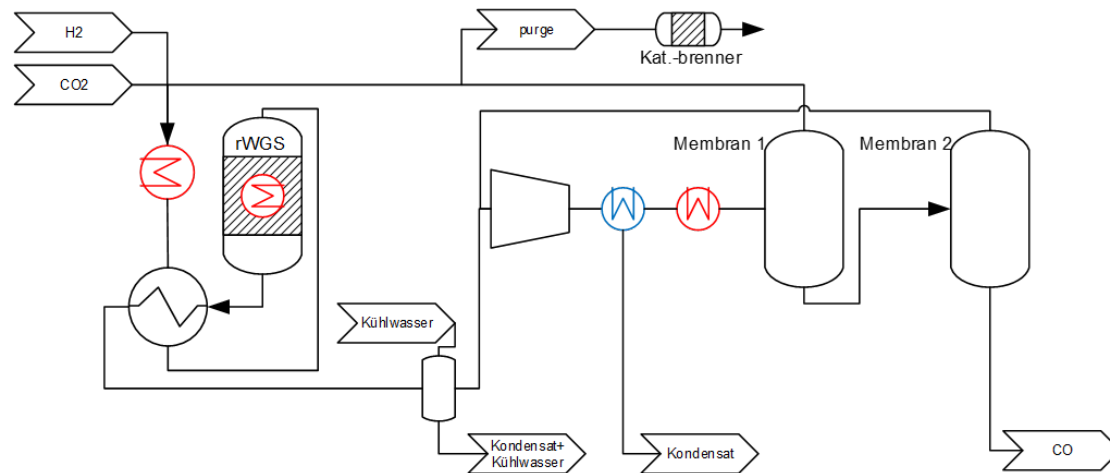 H2
purge
Kat.-brenner
CO2
rWGS
Membran 1
Membran 2
Kühlwasser
Kondensat+
Kühlwasser
Kondensat
CO